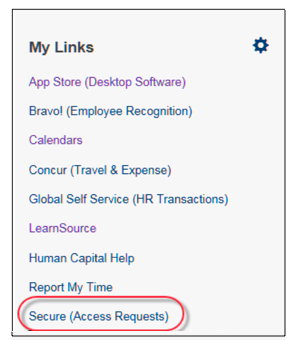 My Links
App Store (Desktop Software)
Bravo! (Employee Recognition)
Calendars
Concur (Travel & Expense)
Global Self Service (HR Transactions)
LearnSource
Human Capital Help
Report My Time
Secure (Access Requests)